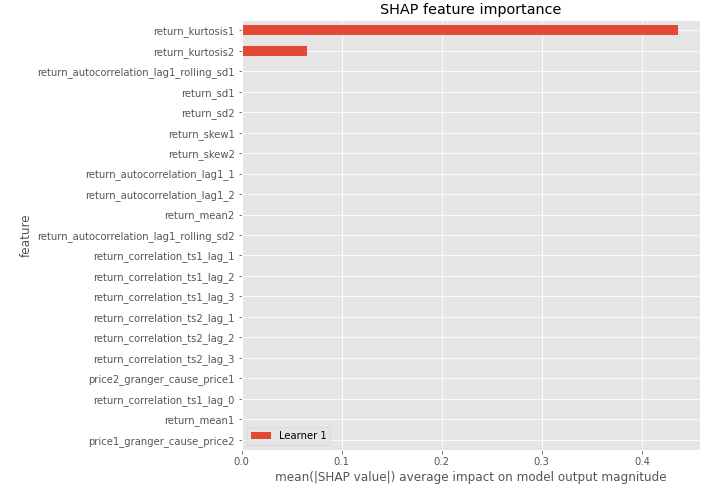 SHAP feature importance
return_kurtosis1
return_kurtosis2
return_autocorrelation_lag1_rolling_sd1
return_sd1
return_sd2
return_skew1
return_skew2
return_autocorrelation_lag1_1
return_autocorrelation_lag1_2
return_mean2
return_autocorrelation_lag1_rolling_sd2
return_correlation_ts1_lag_1
return_correlation_ts1_lag_2
return_correlation_ts1_lag_3
return_correlation_ts2_lag_1
return_correlation_ts2_lag_2
return_correlation_ts2_lag_3
price2_granger_cause_price1
return_correlation_ts1_lag_0
return_mean1
price1_granger_cause_price2
feature
Learner 1
0.0 0.1 0.2 0.3 0.4
mean(|SHAP value|) average impact on model output magnitude